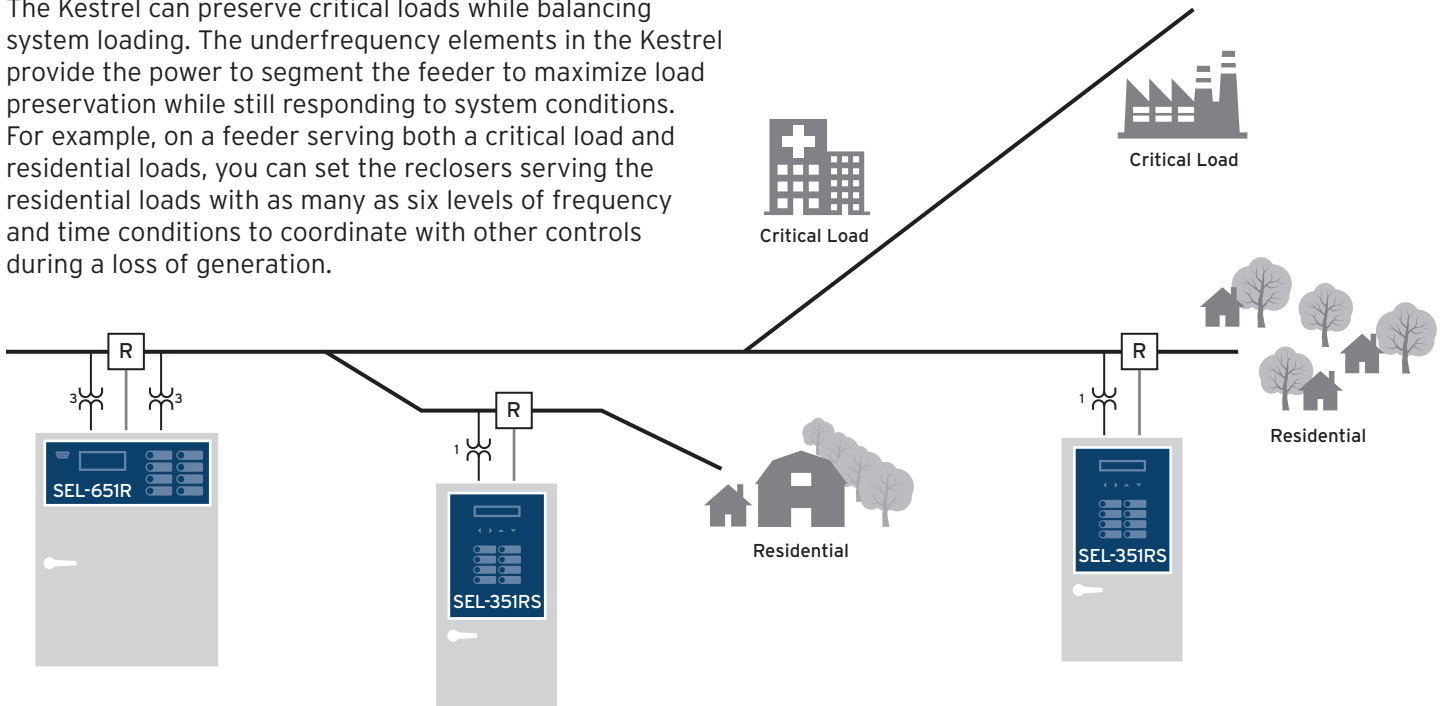 The Kestrel can preserve critical loads while balancing
system loading. The underfrequency elements in the Kestrel
provide the power to segment the feeder to maximize load
preservation while still responding to system conditions.
For example, on a feeder serving both a critical load and
residential loads, you can set the reclosers serving the
residential loads with as many as six levels of frequency
and time conditions to coordinate with other controls
during a loss of generation.
Critical Load
Critical Load
R
R
R
3
3
1
1
SEL-651R
SEL-351RS
SEL-351RS
Residential
Residential